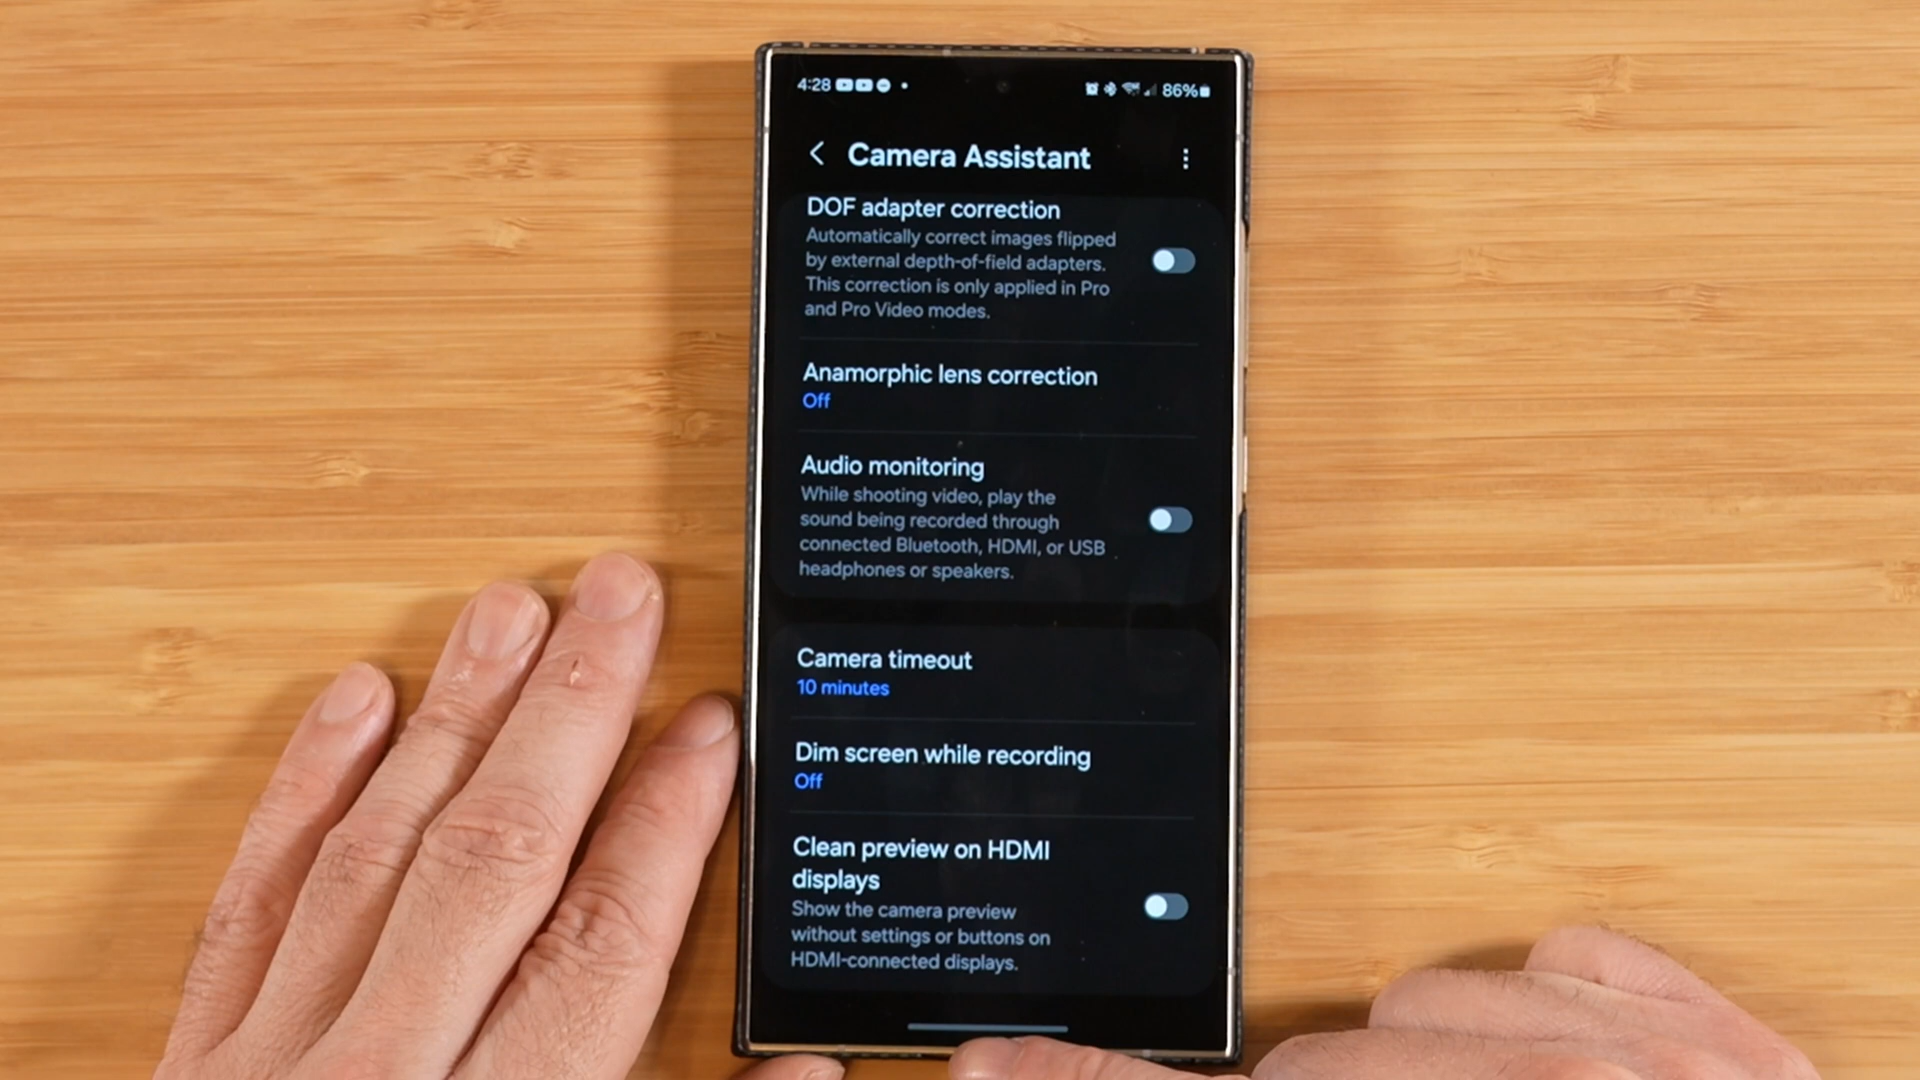 4:28
86%
Camera Assistant
DOF adapter correction
Automatically correct images flipped
by external depth-of-field adapters.
This correction is only applied in Pro
and Pro Video modes.
Anamorphic lens correction
Off
Audio monitoring
While shooting video, play the
sound being recorded through
connected Bluetooth, HDMI, or USB
headphones or speakers.
Camera timeout
10 minutes
Dim screen while recording
Off
Clean preview on HDMI
displays
Show the camera preview
without settings or buttons on
HDMI-connected displays.